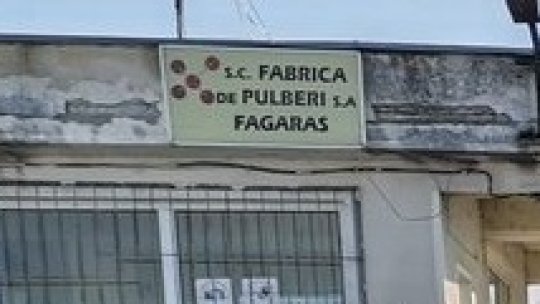 S.C. FABRICA
DE PULBERI S.A
FAGARAS